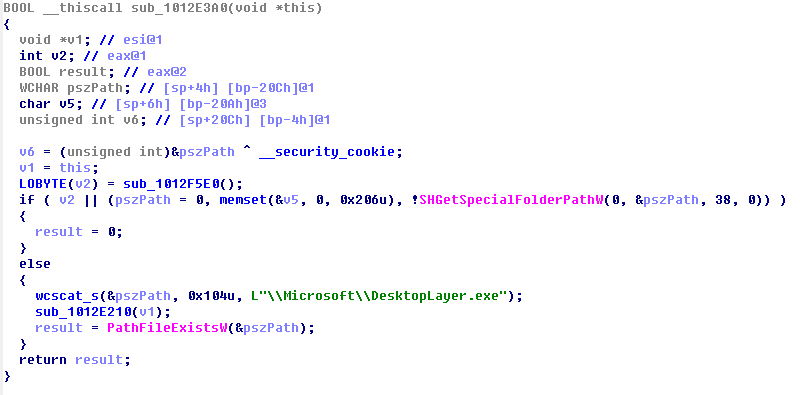 BOOL __thiscall sub_1012E3A0(void *this)
{
void *v1; // esi@1
int v2; // eax@1
BOOL result; // eax@2
WCHAR pszPath; // [sp+4h] [bp-20Ch]@1
char v5; // [sp+6h] [bp-20Ah]@3
unsigned int v6; // [sp+20Ch] [bp-4h]@1
v6 = (unsigned int)&pszPath ^ __security_cookie;
v1 = this;
LOBYTE(v2) = sub_1012F5E0();
if ( v2 || (pszPath = 0, memset(&v5, 0, 0x206u), !SHGetSpecialFolderPathW(0, &pszPath, 38, 0)) )
{
result = 0;
}
else
{
wcscat_s(&pszPath, 0x104u, L"\\Microsoft\\DesktopLayer.exe");
sub_1012E210(v1);
result = PathFileExistsW(&pszPath);
}
return result;
}